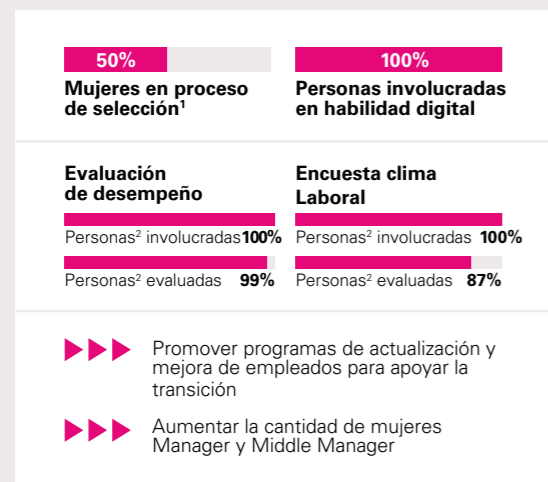 50%
Mujeres en proceso
de selección¹
100%
Personas involucradas
en habilidad digital
Evaluación
de desempeño
Personas² involucradas 100%
Personas² evaluadas 99%
Encuesta clima
Laboral
Personas² involucradas 100%
Personas² evaluadas 87%
Promover programas de actualización y
mejora de empleados para apoyar la
transición
Aumentar la cantidad de mujeres
Manager y Middle Manager